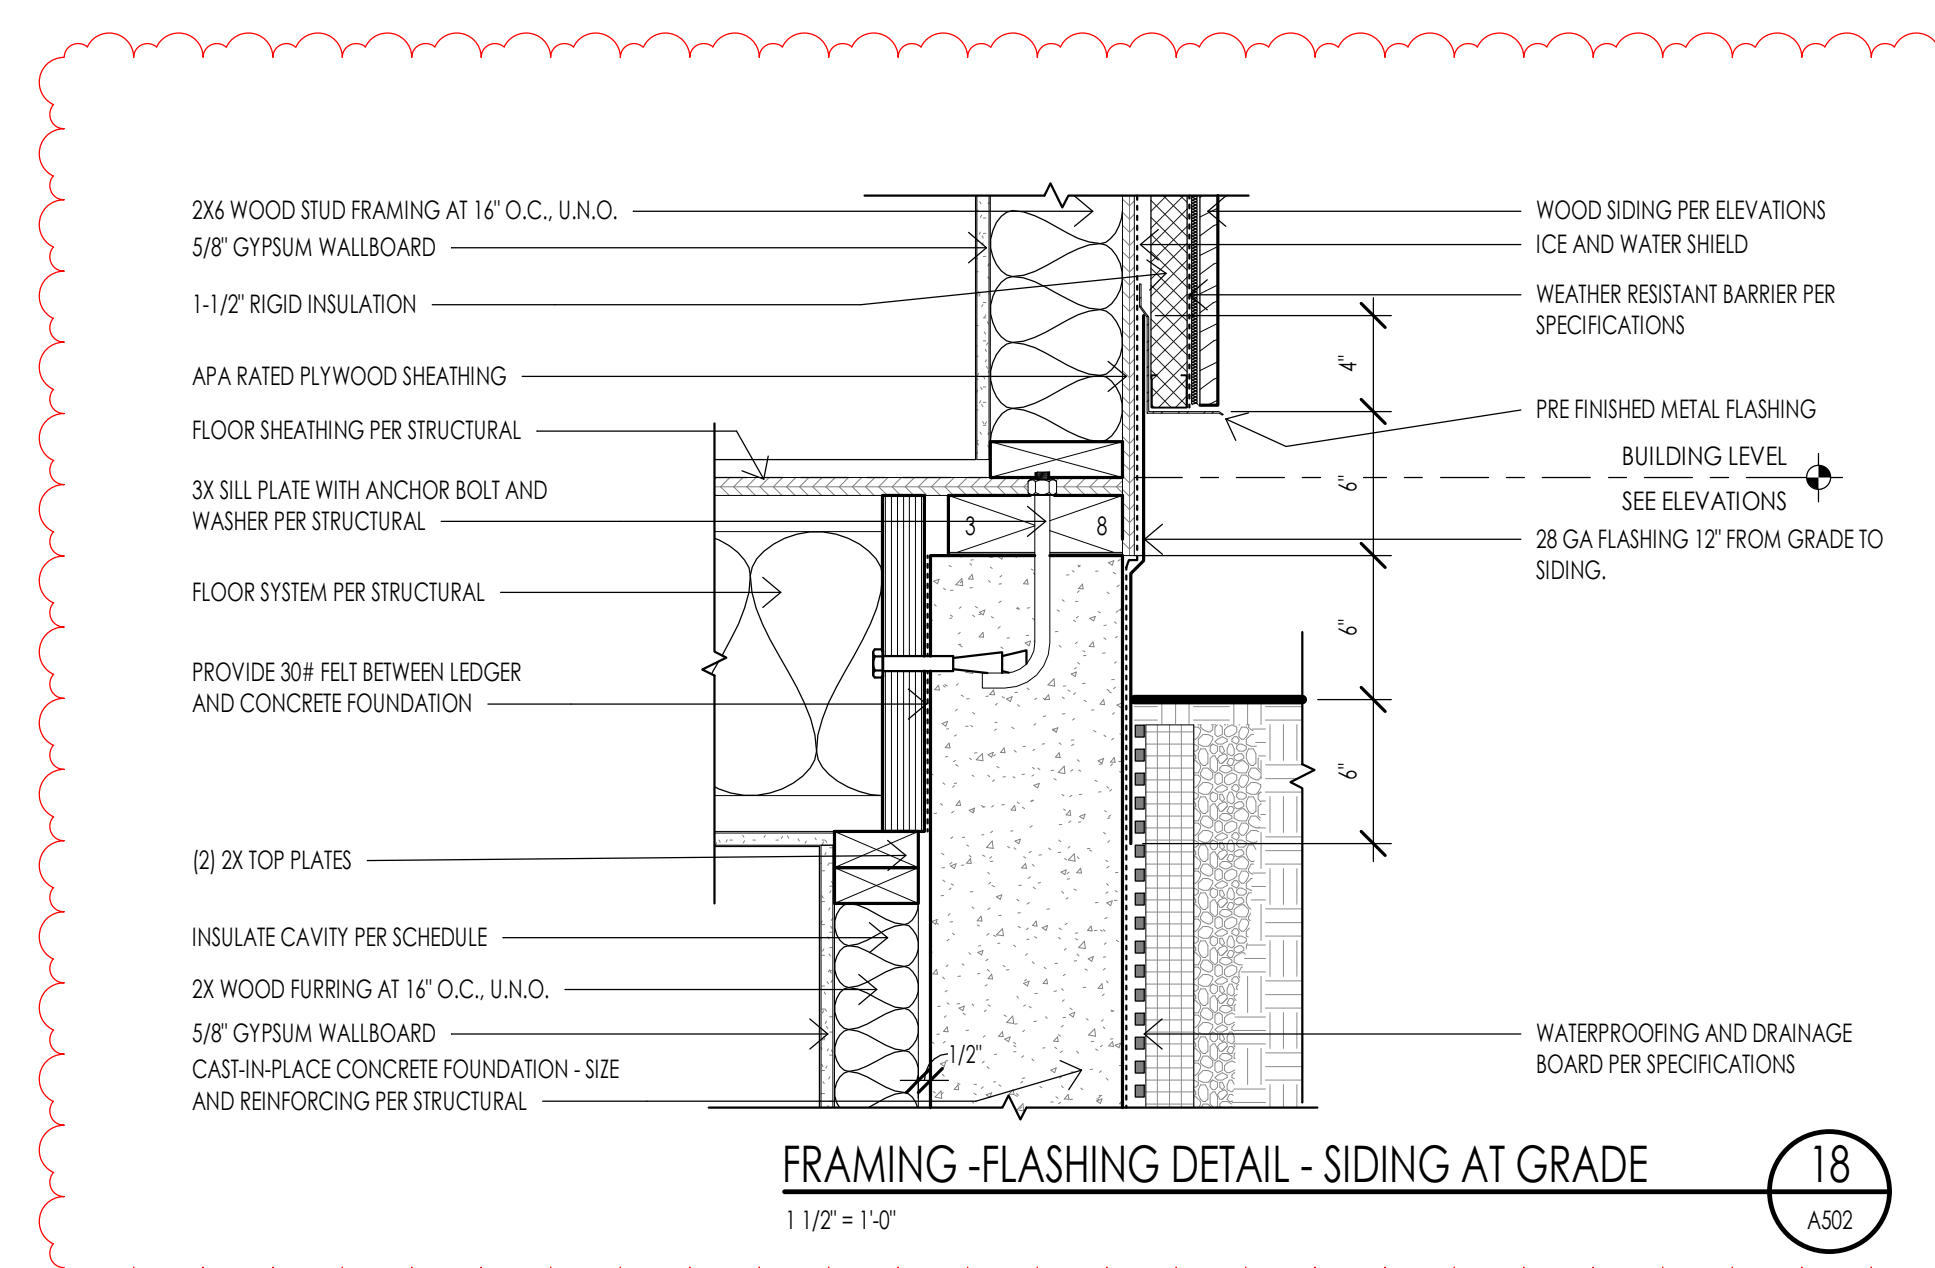 2X6 WOOD STUD FRAMING AT 16" O.C., U.N.O.
5/8" GYPSUM WALLBOARD
1-1/2" RIGID INSULATION
APA RATED PLYWOOD SHEATHING
FLOOR SHEATHING PER STRUCTURAL
3X SILL PLATE WITH ANCHOR BOLT AND
WASHER PER STRUCTURAL
FLOOR SYSTEM PER STRUCTURAL
PROVIDE 30# FELT BETWEEN LEDGER
AND CONCRETE FOUNDATION
(2) 2X TOP PLATES
INSULATE CAVITY PER SCHEDULE
2X WOOD FURRING AT 16" O.C., U.N.O.
5/8" GYPSUM WALLBOARD
CAST-IN-PLACE CONCRETE FOUNDATION - SIZE
AND REINFORCING PER STRUCTURAL
3 8
1/2"
4"
6"
6"
6"
WOOD SIDING PER ELEVATIONS
ICE AND WATER SHIELD
WEATHER RESISTANT BARRIER PER
SPECIFICATIONS
PRE FINISHED METAL FLASHING
BUILDING LEVEL
SEE ELEVATIONS
28 GA FLASHING 12" FROM GRADE TO
SIDING.
WATERPROOFING AND DRAINAGE
BOARD PER SPECIFICATIONS
FRAMING -FLASHING DETAIL - SIDING AT GRADE
1 1/2" = 1'-0"
18
A502